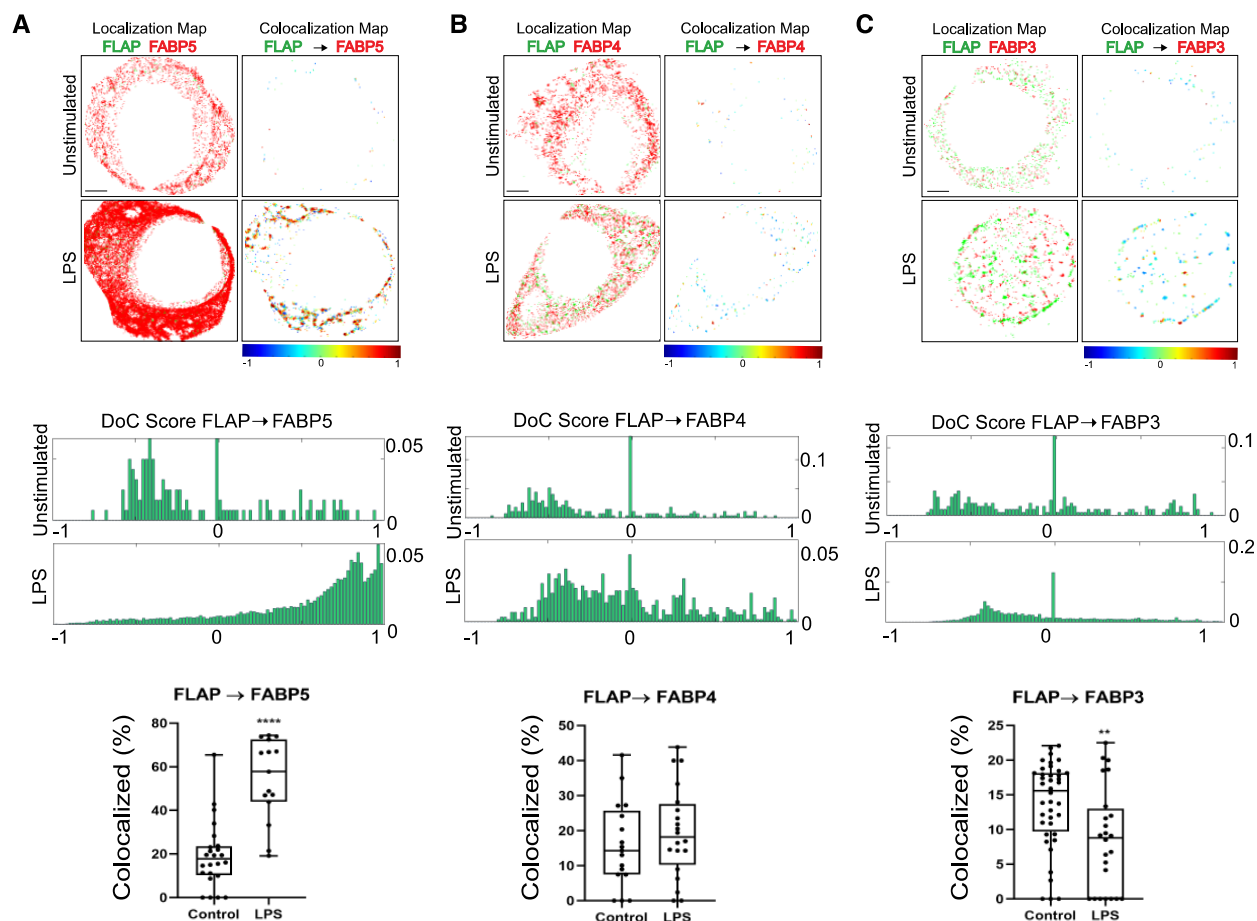 A
Localization Map
FLAP FABP5
Colocalization Map
FLAP → FABP5
Unstimulated
LPS
-1 0 1
DoC Score FLAP→FABP5
Unstimulated
0.05
0
-1 0 1
LPS
0.05
0
-1 0 1
FLAP → FABP5
Colocalized (%)
80
60
40
20
0
****
Control LPS
B
Localization Map
FLAP FABP4
Colocalization Map
FLAP → FABP4
Unstimulated
LPS
-1 0 1
DoC Score FLAP→FABP4
Unstimulated
0.1
0
-1 0 1
LPS
0.05
0
-1 0 1
FLAP→ FABP4
Colocalized (%)
50
40
30
20
10
0
Control LPS
C
Localization Map
FLAP FABP3
Colocalization Map
FLAP → FABP3
Unstimulated
LPS
-1 0 1
DoC Score FLAP→FABP3
Unstimulated
0.1
0
-1 0 1
LPS
0.2
0
-1 0 1
FLAP→ FABP3
Colocalized (%)
25
20
15
10
5
0
**
Control LPS